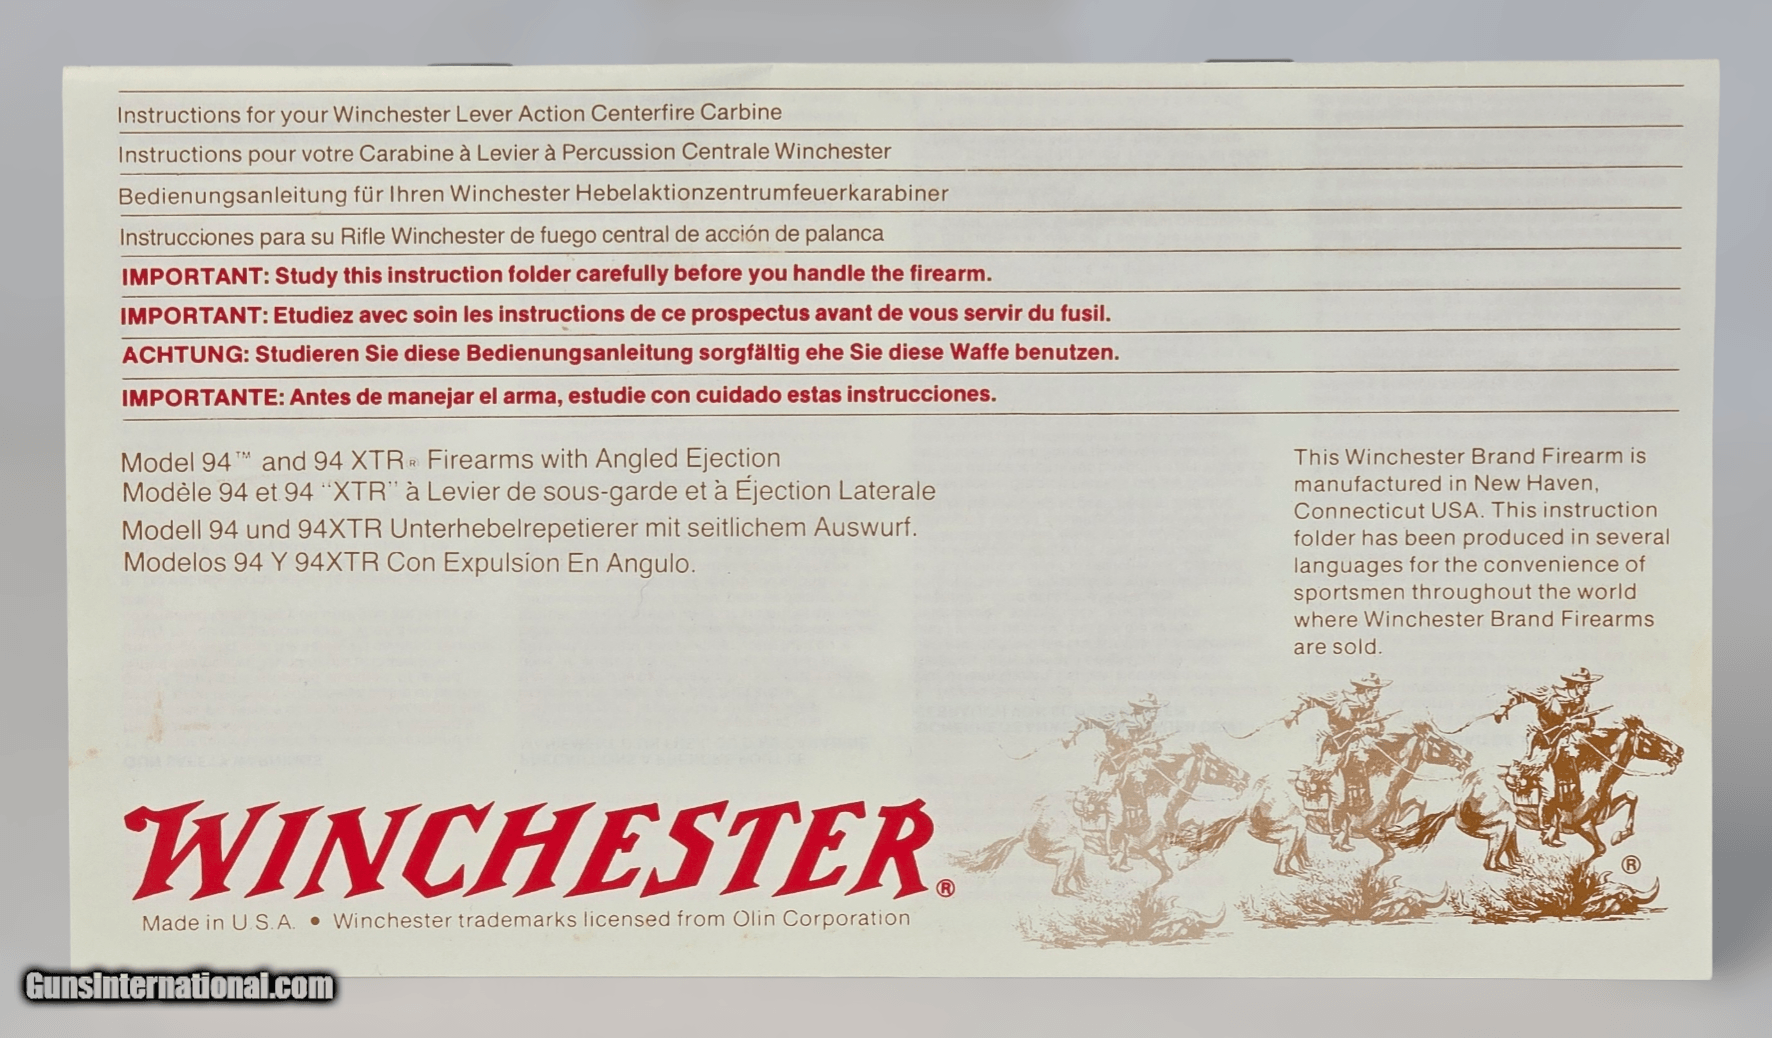 Instructions for your Winchester Lever Action Centerfire Carbine
Instructions pour votre Carabine à Levier à Percussion Centrale Winchester
Bedienungsanleitung für Ihren Winchester Hebelaktionzentrumfeuerkarabiner
Instrucciones para su Rifle Winchester de fuego central de acción de palanca
IMPORTANT: Study this instruction folder carefully before you handle the firearm.
IMPORTANT: Etudiez avec soin les instructions de ce prospectus avant de vous servir du fusil.
ACHTUNG: Studieren Sie diese Bedienungsanleitung sorgfältig ehe Sie diese Waffe benutzen.
IMPORTANTE: Antes de manejar el arma, estudie con cuidado estas instrucciones.
Model 94™ and 94 XTR® Firearms with Angled Ejection
Modèle 94 et 94 "XTR" à Levier de sous-garde et à Éjection Laterale
Modell 94 und 94XTR Unterhebelrepetierer mit seitlichem Auswurf.
Modelos 94 Y 94XTR Con Expulsion En Angulo.
This Winchester Brand Firearm is
manufactured in New Haven,
Connecticut USA. This instruction
folder has been produced in several
languages for the convenience of
sportsmen throughout the world
where Winchester Brand Firearms
are sold.
WINCHESTER®
®
Made in U.S.A. • Winchester trademarks licensed from Olin Corporation
GunsInternational.com